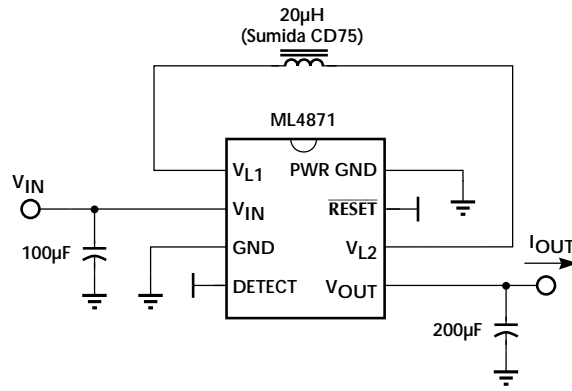 20µH
(Sumida CD75)
ML4871
VL1
PWR GND
VIN
VIN
RESET
100µF
GND
VL2
IOUT
DETECT
VOUT
200µF